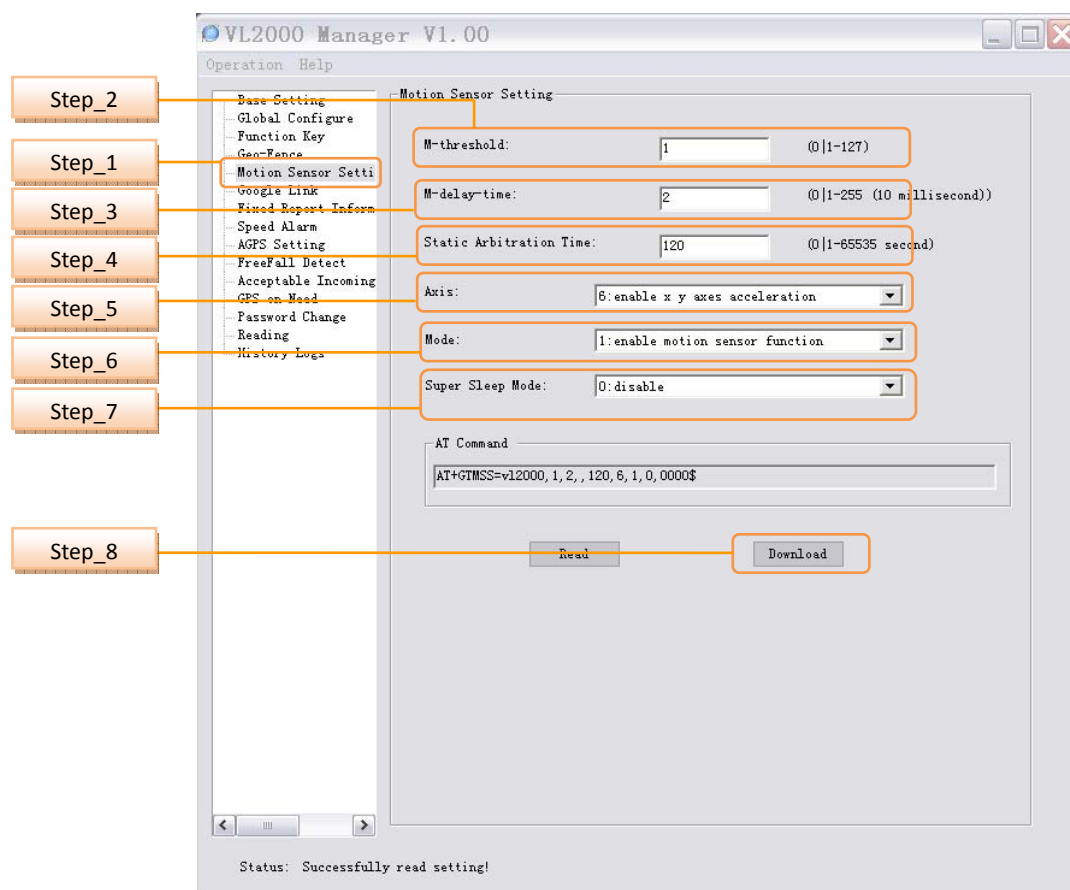 VL2000 Manager V1.00
Operation Help
Step_2
Step_1
Step_3
Step_4
Step_5
Step_6
Step_7
Step_8
Base Setting
Global Configure
Function Key
Geo-Fence
Motion Sensor Setti
Google Link
Fixed Report Inform
Speed Alarm
AGPS Setting
FreeFall Detect
Acceptable Incoming
GPS on Need
Password Change
Reading
History Logs
Motion Sensor Setting
M-threshold: 1 (0|1-127)
M-delay-time: 2 (0|1-255 (10 millisecond))
Static Arbitration Time: 120 (0|1-65535 second)
Axis: 6:enable x y axes acceleration
Mode: 1:enable motion sensor function
Super Sleep Mode: 0:disable
AT Command
AT+GTMSS=vl2000,1,2,,120,6,1,0,0000$
Read Download
Status: Successfully read setting!